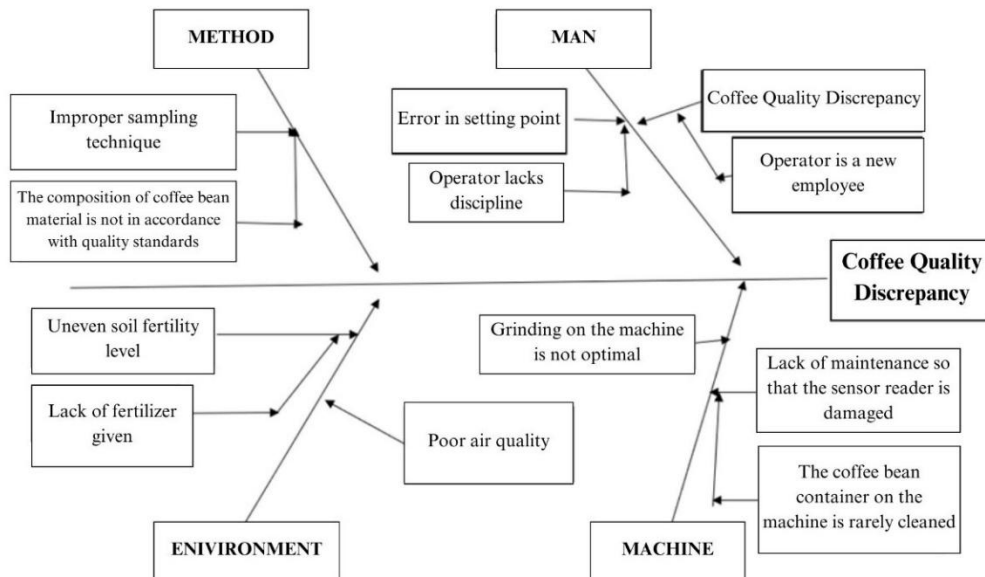 METHOD
MAN
Improper sampling
technique
Error in setting point
Coffee Quality Discrepancy
Operator lacks
discipline
Operator is a new
employee
The composition of coffee bean
material is not in accordance
with quality standards
Coffee Quality
Discrepancy
Uneven soil fertility
level
Grinding on the machine
is not optimal
Lack of maintenance so
that the sensor reader is
damaged
Lack of fertilizer
given
Poor air quality
The coffee bean
container on the
machine is rarely cleaned
ENIVIRONMENT
MACHINE